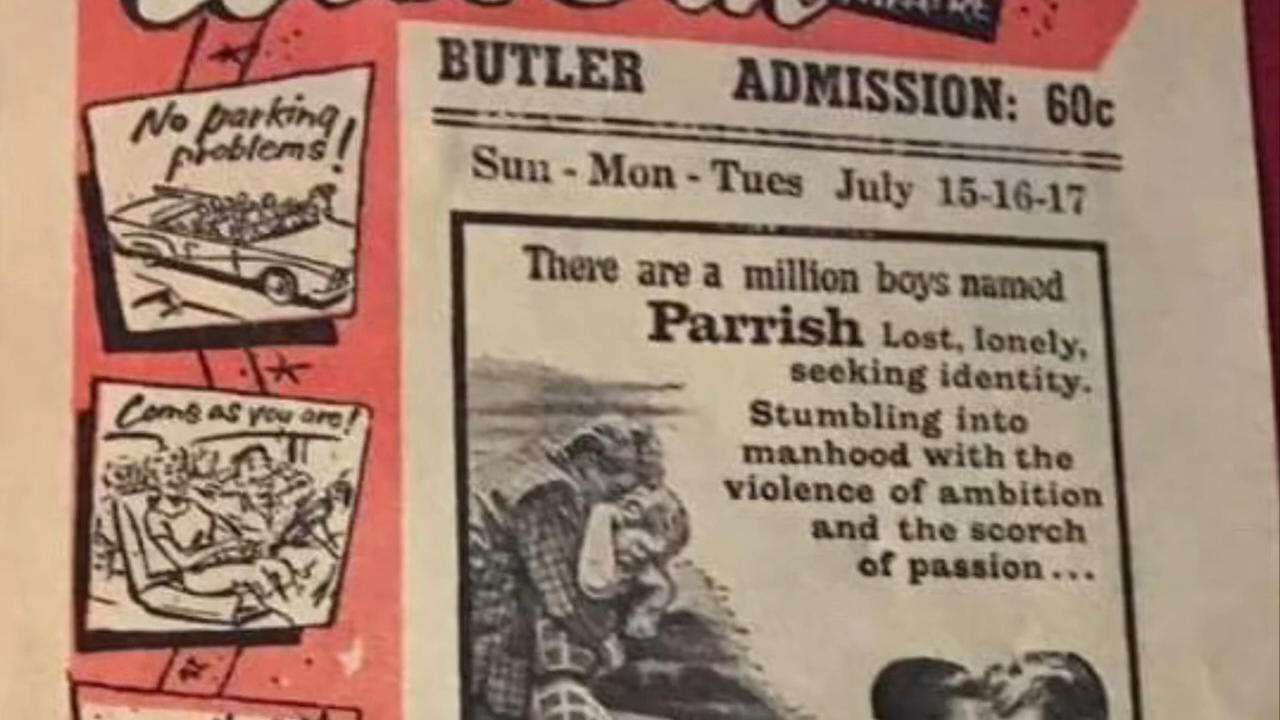 BUTLER ADMISSION: 60c
Sun - Mon - Tues July 15-16-17
No parking
problems!
Come as you are!
There are a million boys named
Parrish Lost, lonely,
seeking identity.
Stumbling into
manhood with the
violence of ambition
and the scorch
of passion...